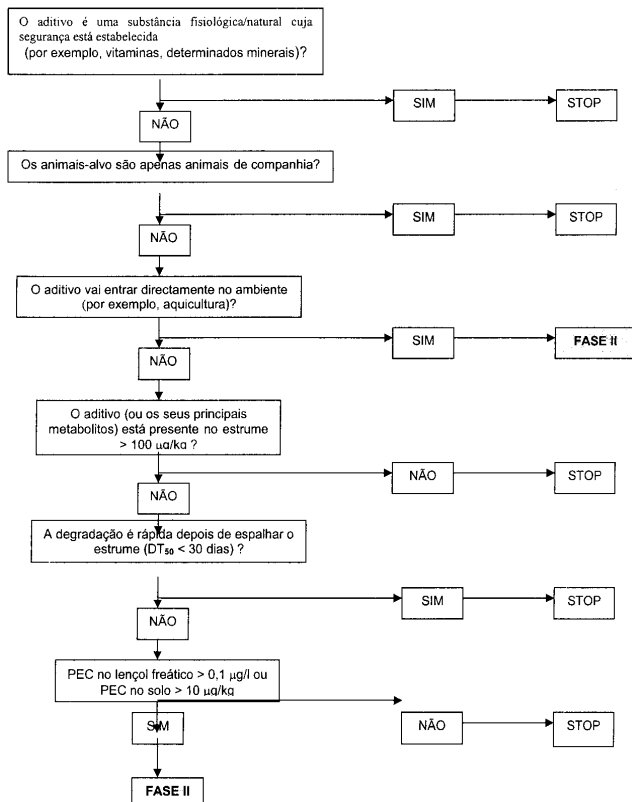 O aditivo é uma substância fisiológica/natural cuja
segurança está estabelecida
(por exemplo, vitaminas, determinados minerais)?
SIM
STOP
NÃO
Os animais-alvo são apenas animais de companhia?
SIM
STOP
NÃO
O aditivo vai entrar directamente no ambiente
(por exemplo, aquicultura)?
SIM
FASE II
NÃO
O aditivo (ou os seus principais
metabolitos) está presente no estrume
> 100 µg/kg ?
NÃO
STOP
NÃO
A degradação é rápida depois de espalhar o
estrume (DT50 < 30 dias) ?
SIM
STOP
NÃO
PEC no lençol freático > 0,1 µg/l ou
PEC no solo > 10 µg/kg
SIM
NÃO
STOP
FASE II